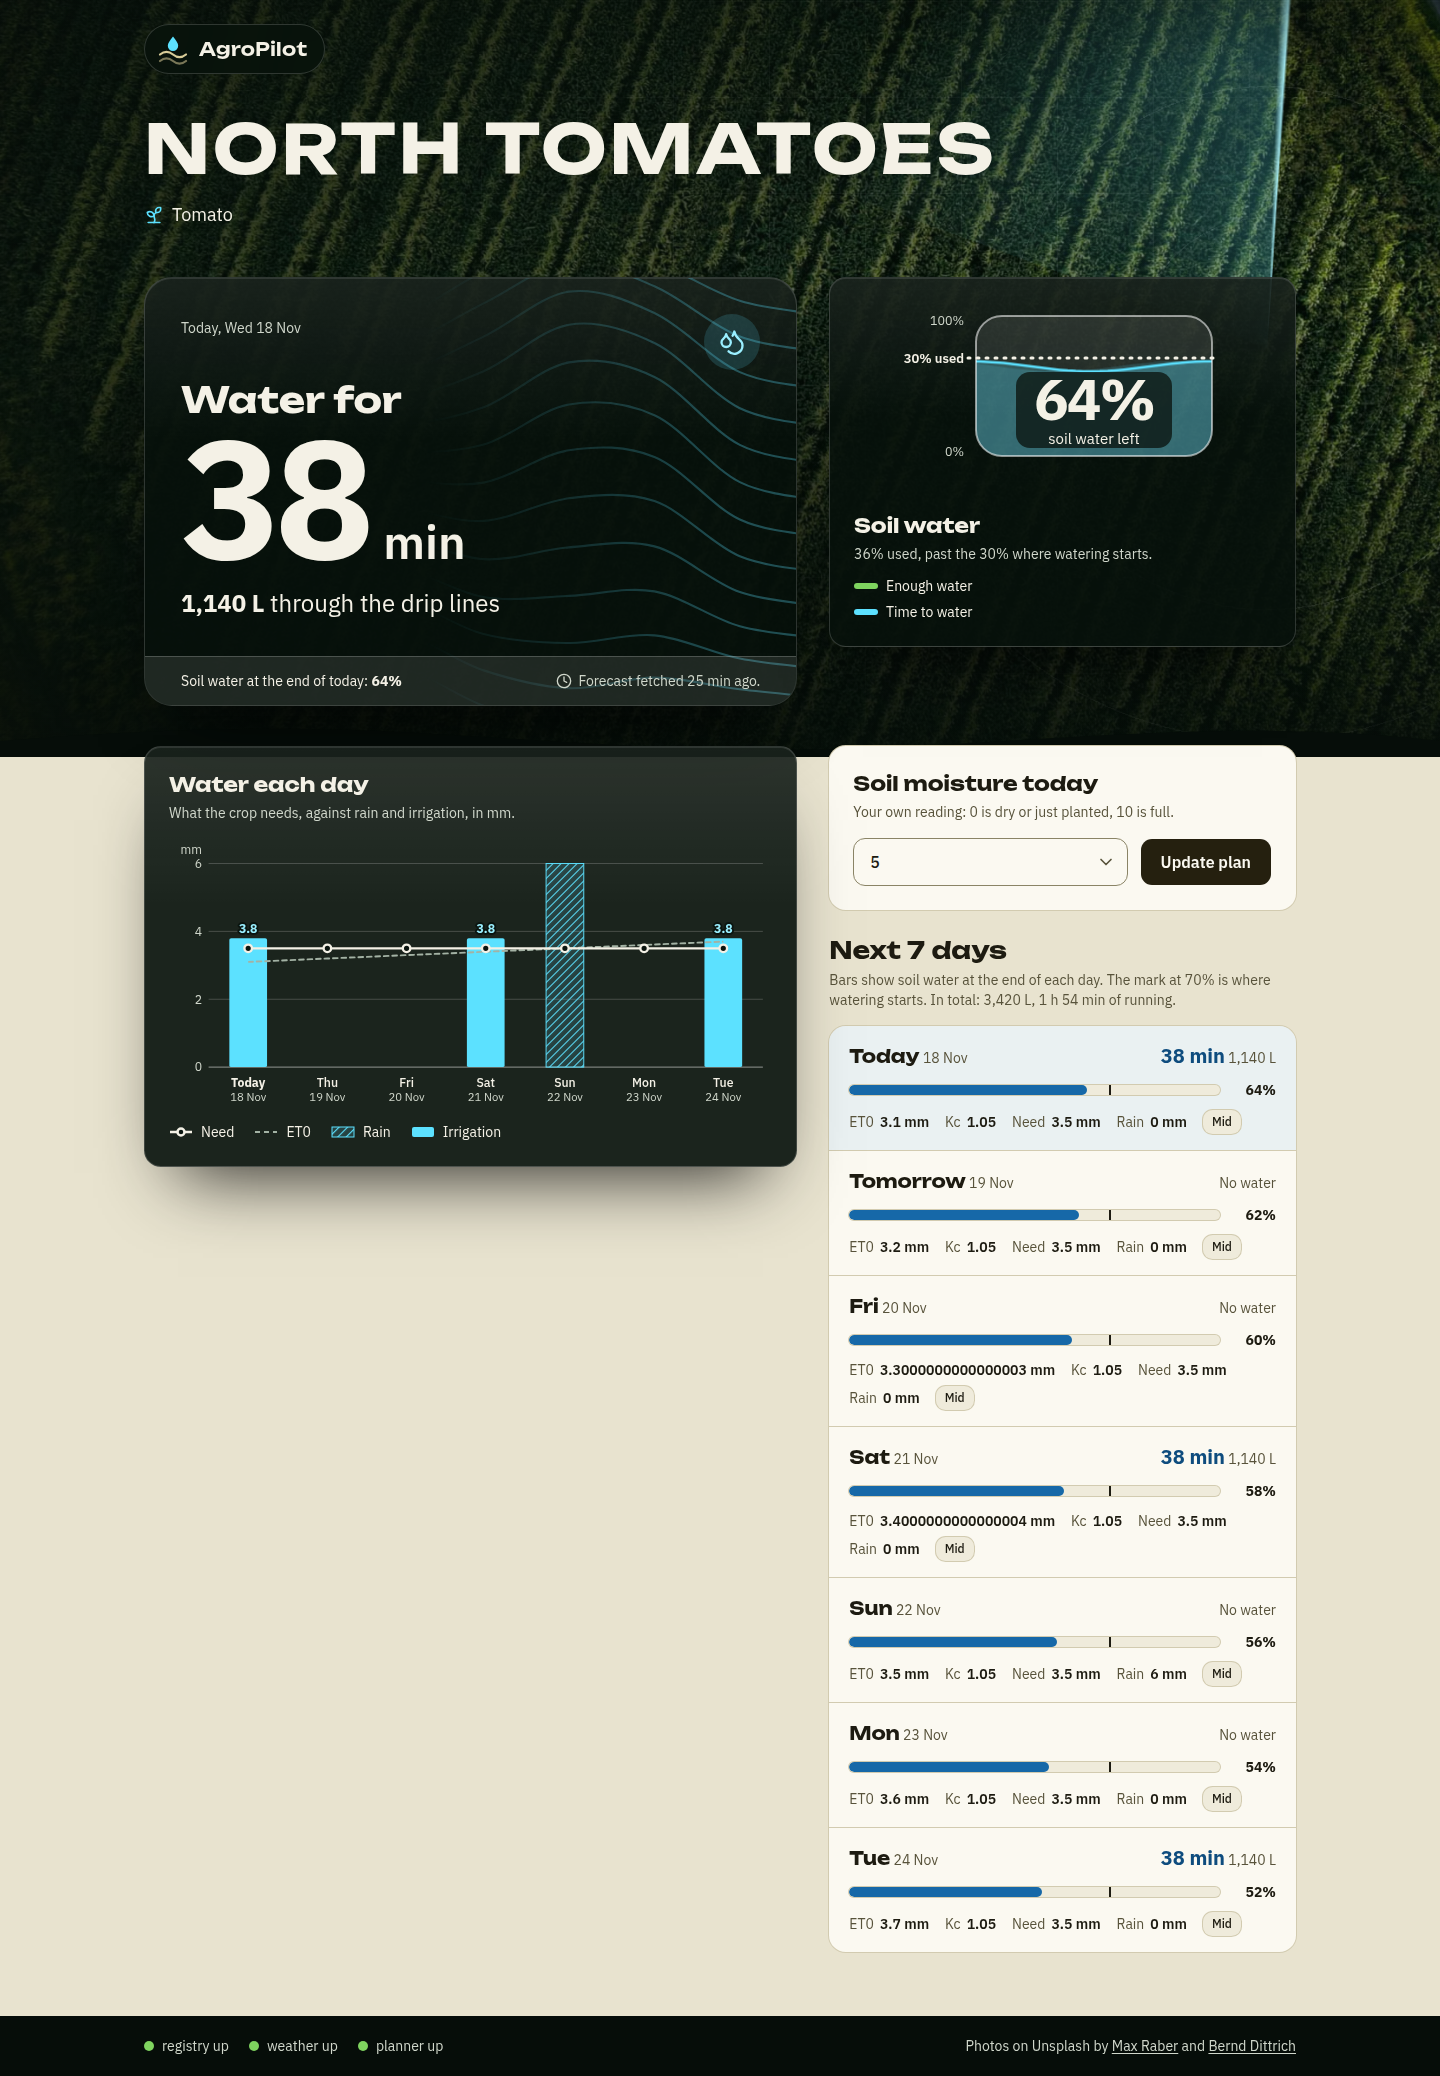 AgroPilot
NORTH TOMATOES
Tomato
Today, Wed 18 Nov
Water for
38 min
1,140 L through the drip lines
Soil water at the end of today: 64%
Forecast fetched 25 min ago.
100%
30% used
64%
soil water left
0%
Soil water
36% used, past the 30% where watering starts.
Enough water
Time to water
Water each day
What the crop needs, against rain and irrigation, in mm.
mm
6
4
2
0
3.8
3.8
3.8
Today Thu Fri Sat Sun Mon Tue
18 Nov 19 Nov 20 Nov 21 Nov 22 Nov 23 Nov 24 Nov
Need ET0 Rain Irrigation
Soil moisture today
Your own reading: 0 is dry or just planted, 10 is full.
5
Update plan
Next 7 days
Bars show soil water at the end of each day. The mark at 70% is where
watering starts. In total: 3,420 L, 1 h 54 min of running.
Today 18 Nov 38 min 1,140 L
64%
ET0 3.1 mm Kc 1.05 Need 3.5 mm Rain 0 mm Mid
Tomorrow 19 Nov No water
62%
ET0 3.2 mm Kc 1.05 Need 3.5 mm Rain 0 mm Mid
Fri 20 Nov No water
60%
ET0 3.3000000000000003 mm Kc 1.05 Need 3.5 mm
Rain 0 mm Mid
Sat 21 Nov 38 min 1,140 L
58%
ET0 3.4000000000000004 mm Kc 1.05 Need 3.5 mm
Rain 0 mm Mid
Sun 22 Nov No water
56%
ET0 3.5 mm Kc 1.05 Need 3.5 mm Rain 6 mm Mid
Mon 23 Nov No water
54%
ET0 3.6 mm Kc 1.05 Need 3.5 mm Rain 0 mm Mid
Tue 24 Nov 38 min 1,140 L
52%
ET0 3.7 mm Kc 1.05 Need 3.5 mm Rain 0 mm Mid
registry up weather up planner up
Photos on Unsplash by Max Raber and Bernd Dittrich